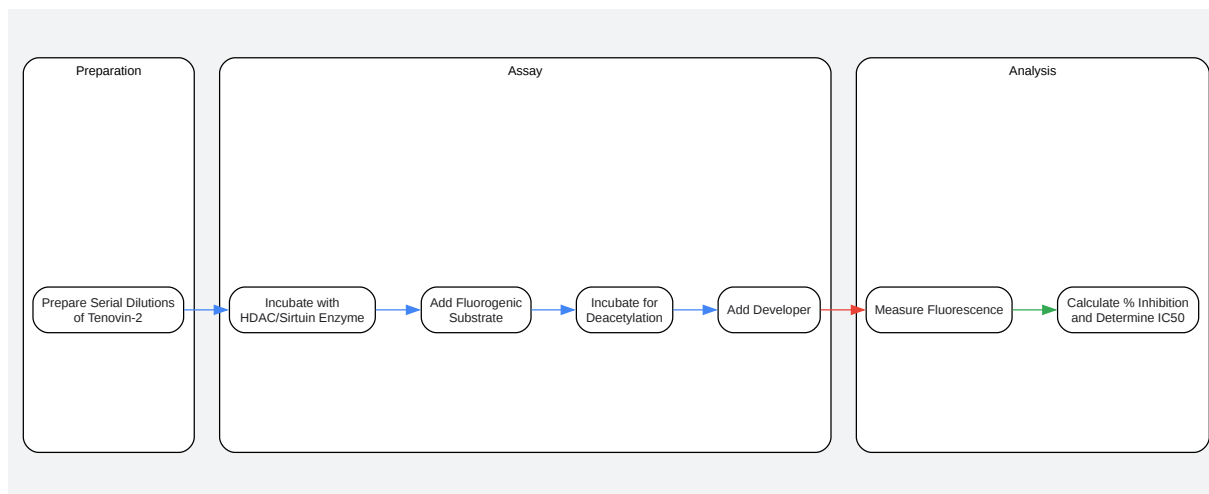 Preparation
Assay
Analysis
Prepare Serial Dilutions
of Tenovin-2
Incubate with
HDAC/Sirtuin Enzyme
Add Fluorogenic
Substrate
Incubate for
Deacetylation
Add Developer
Measure Fluorescence
Calculate % Inhibition
and Determine IC50